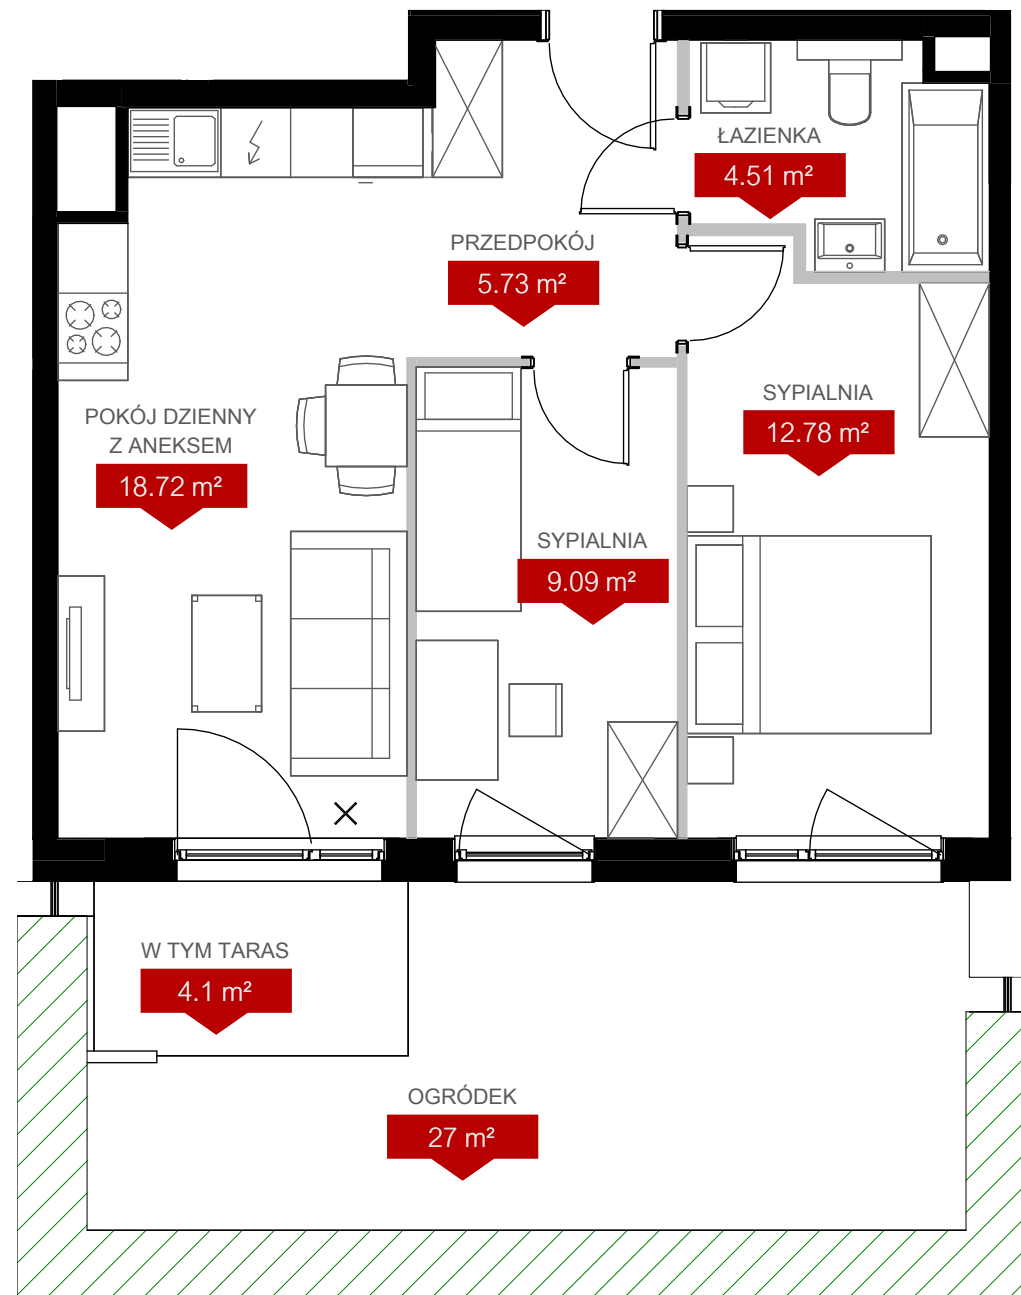 ŁAZIENKA
4.51 m²
PRZEDPOKÓJ
5.73 m²
SYPIALNIA
12.78 m²
POKÓJ DZIENNY
Z ANEKSEM
18.72 m²
SYPIALNIA
9.09 m²
W TYM TARAS
4.1 m²
OGRÓDEK
27 m²